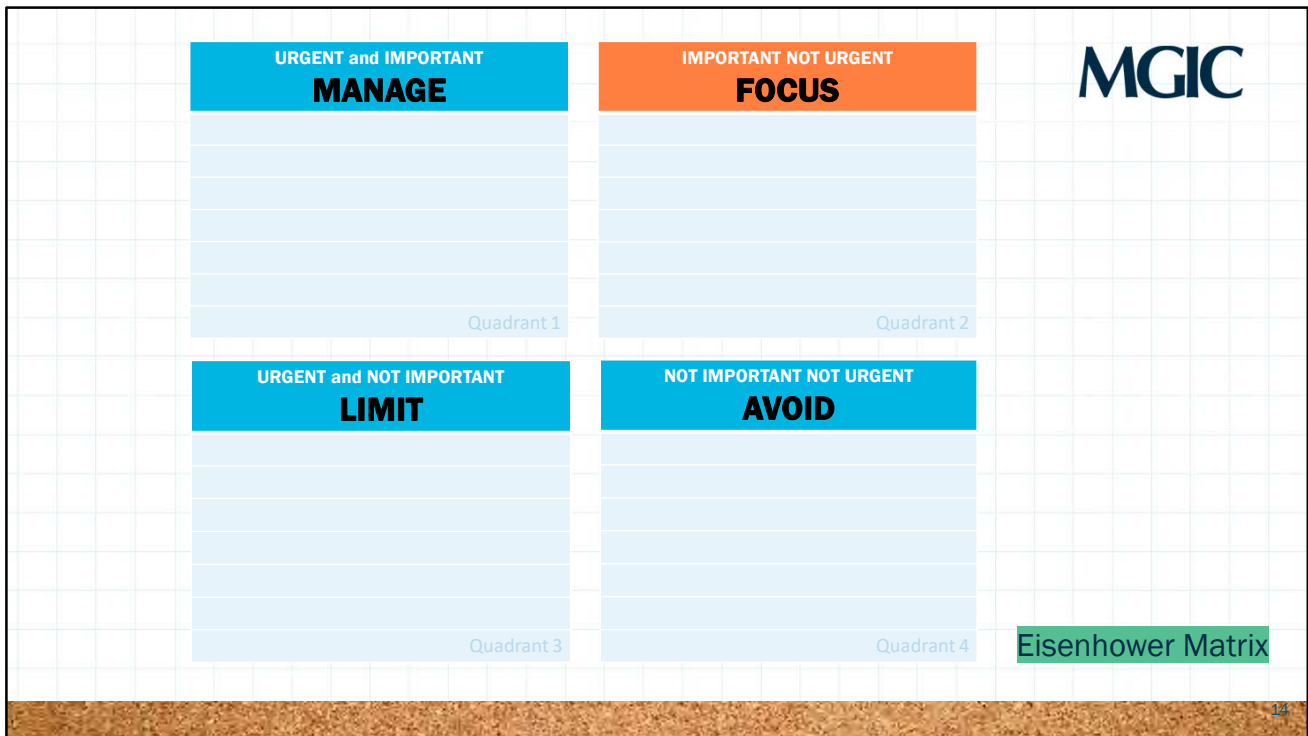 URGENT and IMPORTANT
MANAGE
Quadrant 1
IMPORTANT NOT URGENT
FOCUS
Quadrant 2
MGIC
URGENT and NOT IMPORTANT
LIMIT
Quadrant 3
NOT IMPORTANT NOT URGENT
AVOID
Quadrant 4
Eisenhower Matrix
14